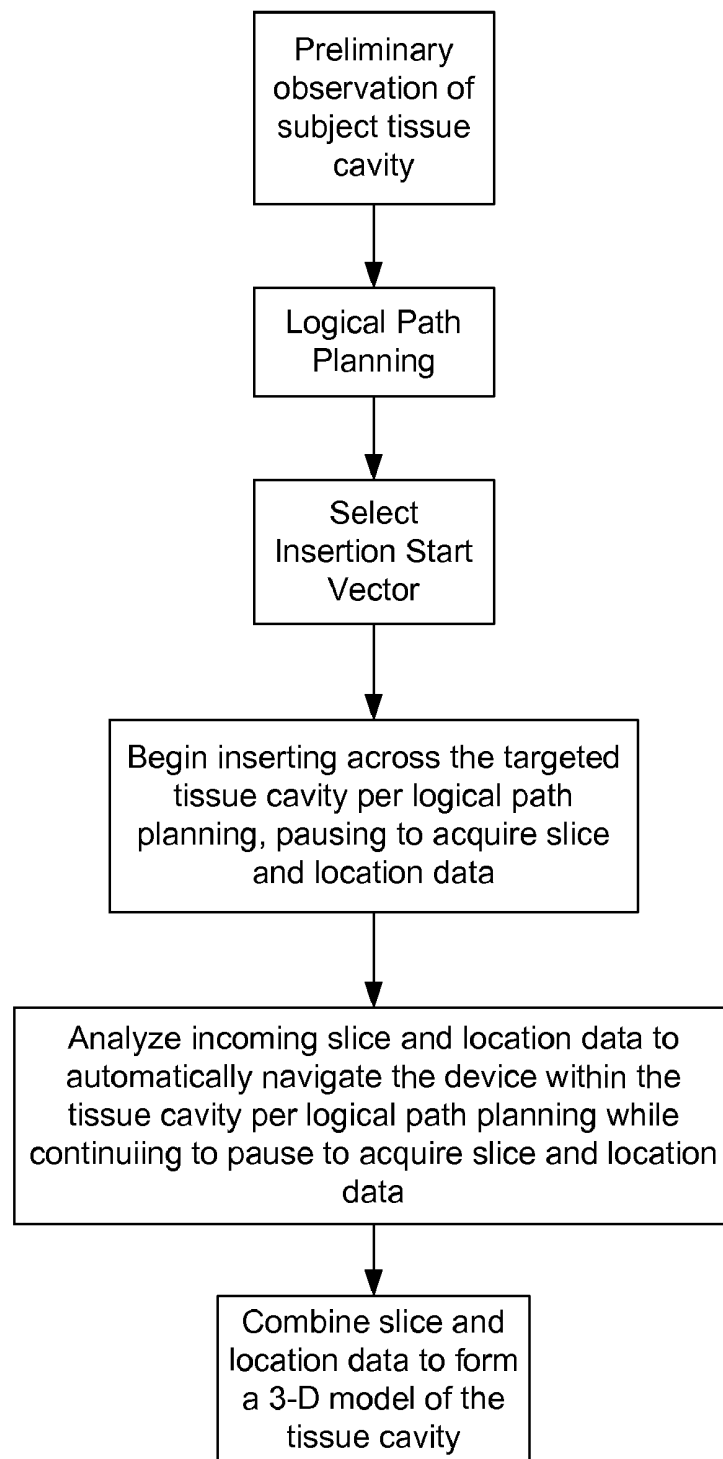 Preliminary
observation of
subject tissue
cavity
Logical Path
Planning
Select
Insertion Start
Vector
Begin inserting across the targeted
tissue cavity per logical path
planning, pausing to acquire slice
and location data
Analyze incoming slice and location data to
automatically navigate the device within the
tissue cavity per logical path planning while
continuiing to pause to acquire slice and location
data
Combine slice and
location data to form
a 3-D model of the
tissue cavity